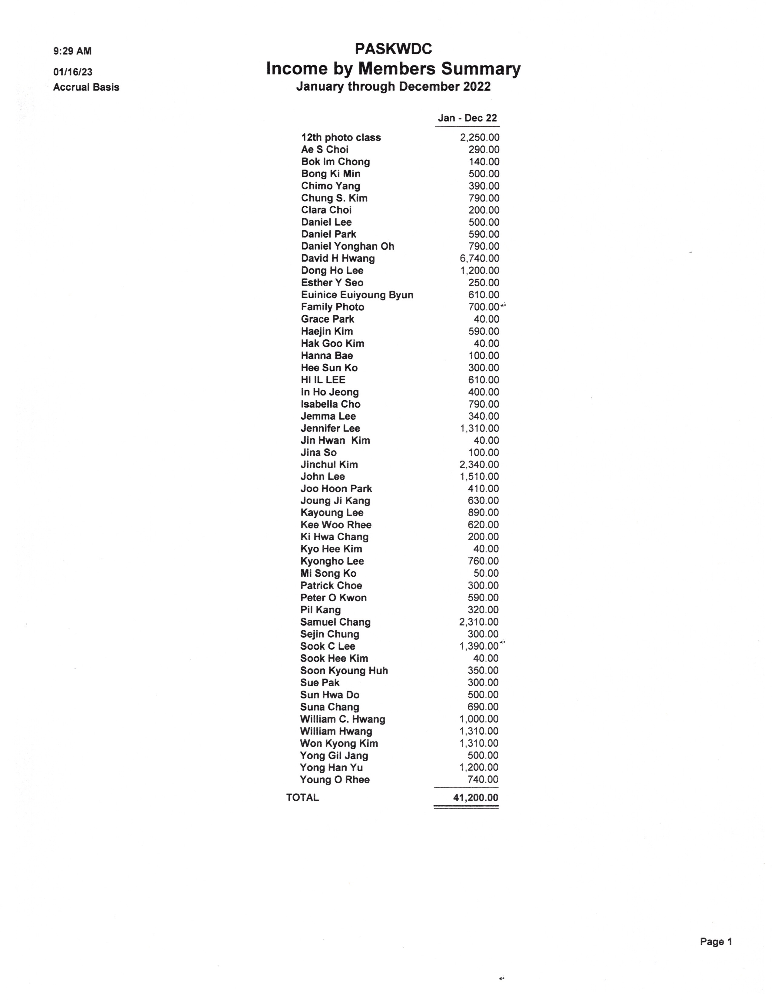 9:29 AM
01/16/23
Accrual Basis
PASKWDC
Income by Members Summary
January through December 2022
Jan - Dec 22
12th photo class 2,250.00
Ae S Choi 290.00
Bok Im Chong 140.00
Bong Ki Min 500.00
Chimo Yang 390.00
Chung S. Kim 790.00
Clara Choi 200.00
Daniel Lee 500.00
Daniel Park 590.00
Daniel Yonghan Oh 790.00
David H Hwang 6,740.00
Dong Ho Lee 1,200.00
Esther Y Seo 250.00
Euinice Euiyoung Byun 610.00
Family Photo 700.00
Grace Park 40.00
Haejin Kim 590.00
Hak Goo Kim 40.00
Hanna Bae 100.00
Hee Sun Ko 300.00
HI IL LEE 610.00
In Ho Jeong 400.00
Isabella Cho 790.00
Jemma Lee 340.00
Jennifer Lee 1,310.00
Jin Hwan  Kim 40.00
Jina So 100.00
Jinchul Kim 2,340.00
John Lee 1,510.00
Joo Hoon Park 410.00
Joung Ji Kang 630.00
Kayoung Lee 890.00
Kee Woo Rhee 620.00
Ki Hwa Chang 200.00
Kyo Hee Kim 40.00
Kyongho Lee 760.00
Mi Song Ko 50.00
Patrick Choe 300.00
Peter O Kwon 590.00
Pil Kang 320.00
Samuel Chang 2,310.00
Sejin Chung 300.00
Sook C Lee 1,390.00
Sook Hee Kim 40.00
Soon Kyoung Huh 350.00
Sue Pak 300.00
Sun Hwa Do 500.00
Suna Chang 690.00
William C. Hwang 1,000.00
William Hwang 1,310.00
Won Kyong Kim 1,310.00
Yong Gil Jang 500.00
Yong Han Yu 1,200.00
Young O Rhee 740.00
TOTAL 41,200.00
Page 1